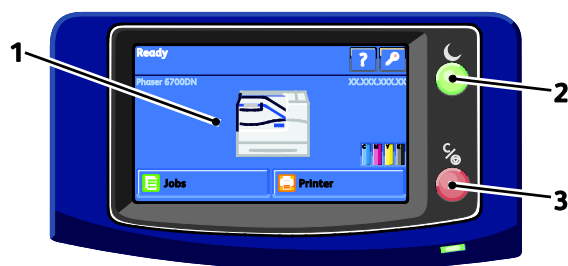 1
Ready
?
Phaser 6700DN
XX.XXX.XXX.XX
2
C M Y K
C/
Jobs
Printer
3